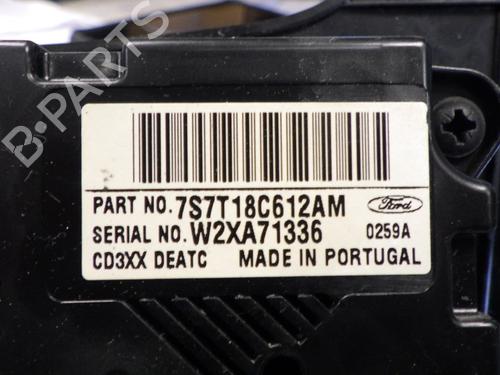 B-PARTS
PART NO. 7S7T18C612AM Ford
SERIAL NO. W2XA71336 0259A
CD3XX DEATC MADE IN PORTUGAL